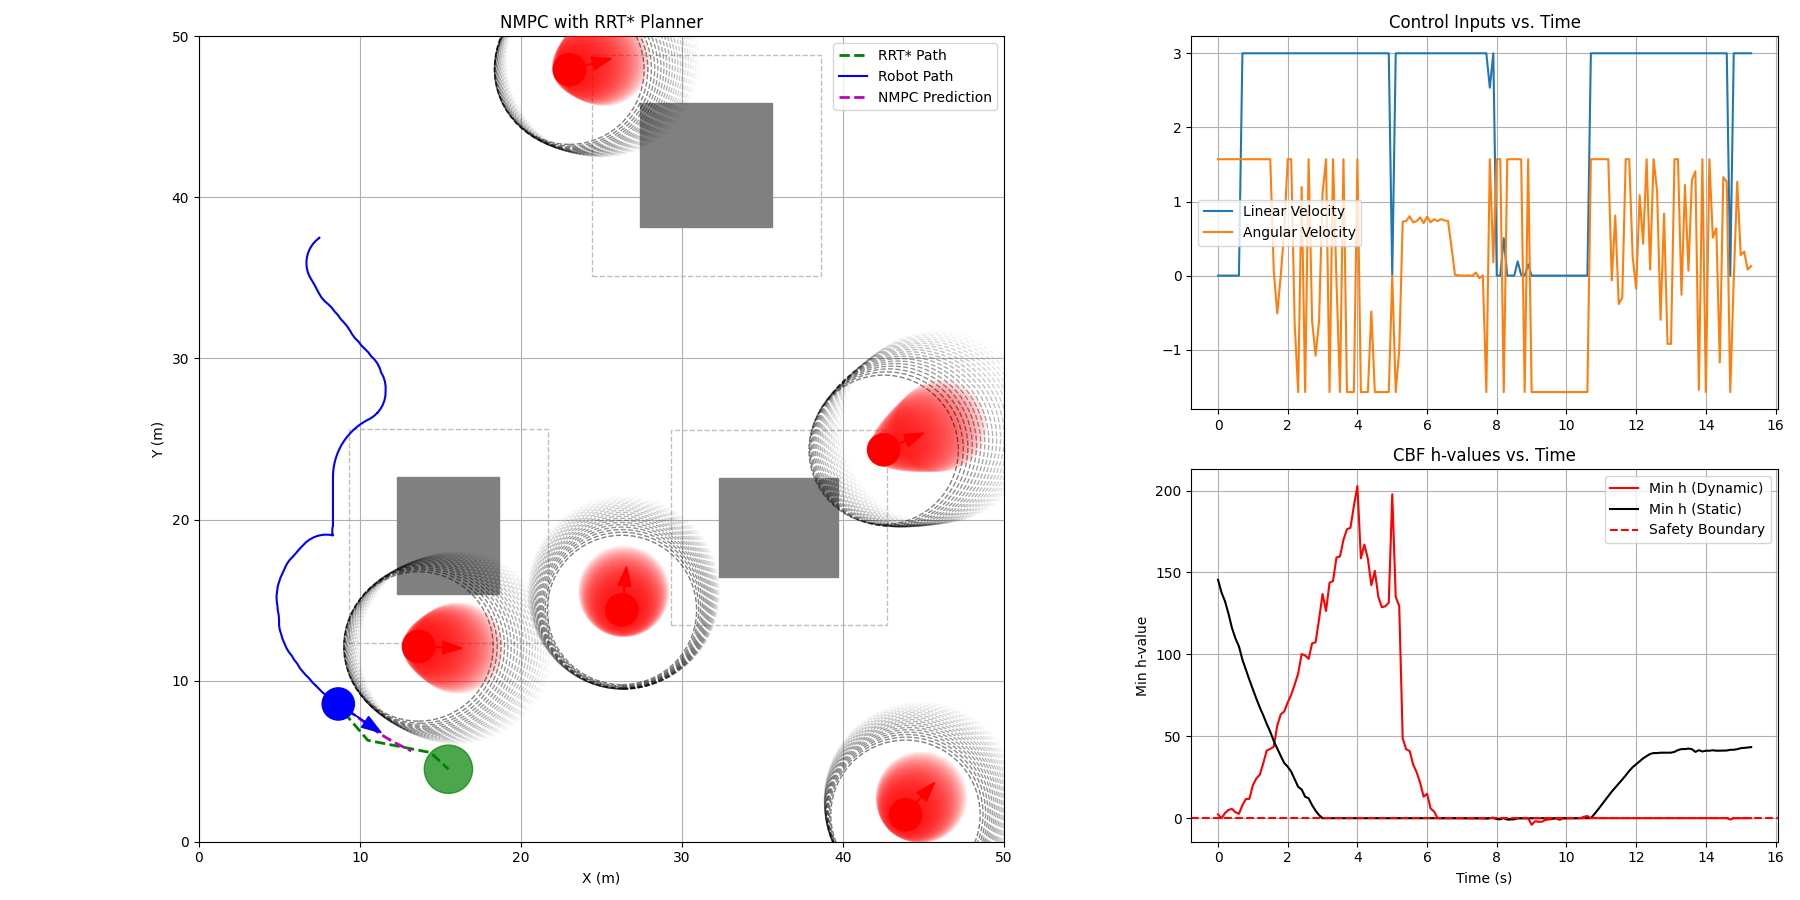 NMPC with RRT* Planner
RRT* Path
Robot Path
NMPC Prediction
Y (m)
50
40
30
20
10
0
0 10 20 30 40 50
X (m)
Control Inputs vs. Time
3
2
1
0
−1
Linear Velocity
Angular Velocity
0 2 4 6 8 10 12 14 16
CBF h-values vs. Time
Min h (Dynamic)
Min h (Static)
Safety Boundary
Min h-value
200
150
100
50
0
0 2 4 6 8 10 12 14 16
Time (s)